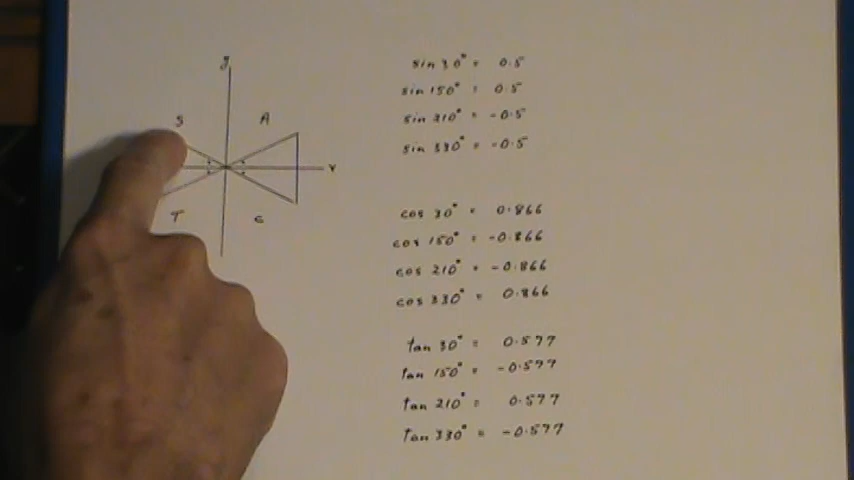 y
S A
x
T C
sin 30° = 0.5
sin 150° = 0.5
sin 210° = -0.5
sin 330° = -0.5
cos 30° = 0.866
cos 150° = -0.866
cos 210° = -0.866
cos 330° = 0.866
tan 30° = 0.577
tan 150° = -0.577
tan 210° = 0.577
tan 330° = -0.577